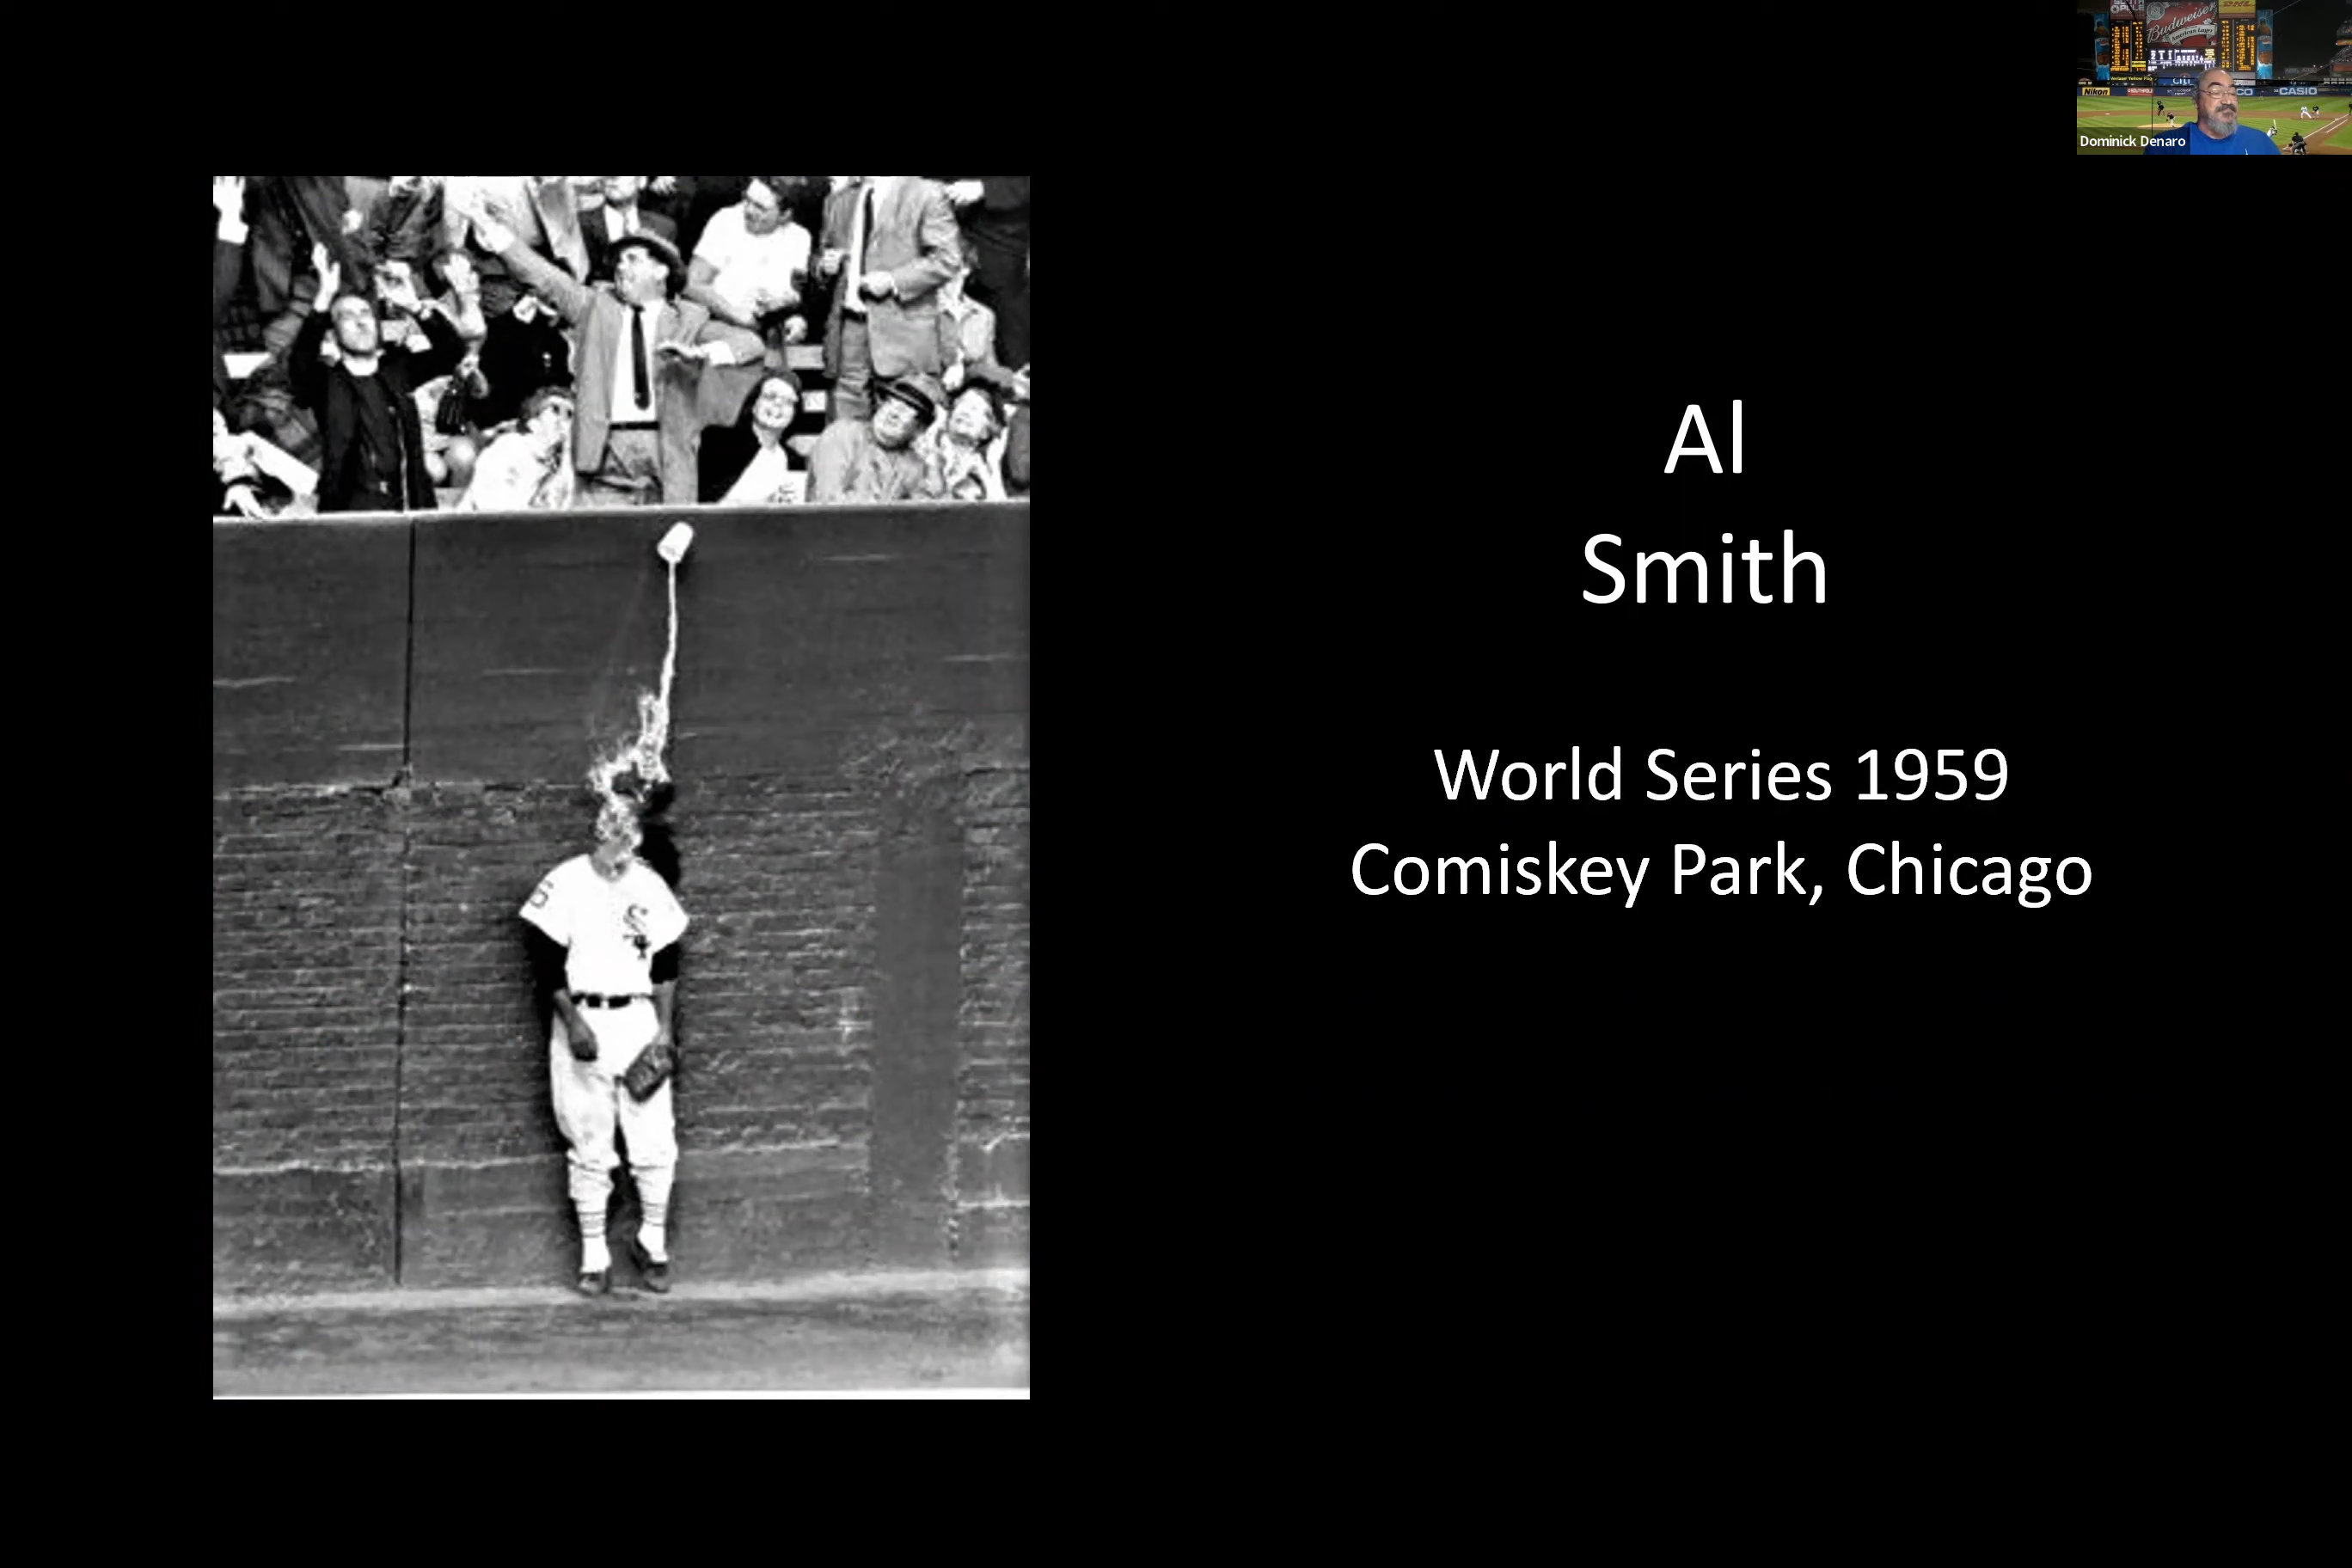 Al
Smith
World Series 1959
Comiskey Park, Chicago
Budweiser
Nikon
CASIO
Dominick Denaro